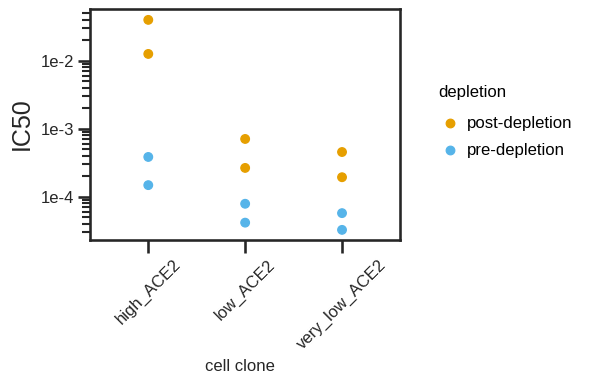 IC50
1e-2
1e-3
1e-4
high_ACE2
low_ACE2
very_low_ACE2
cell clone
depletion
post-depletion
pre-depletion